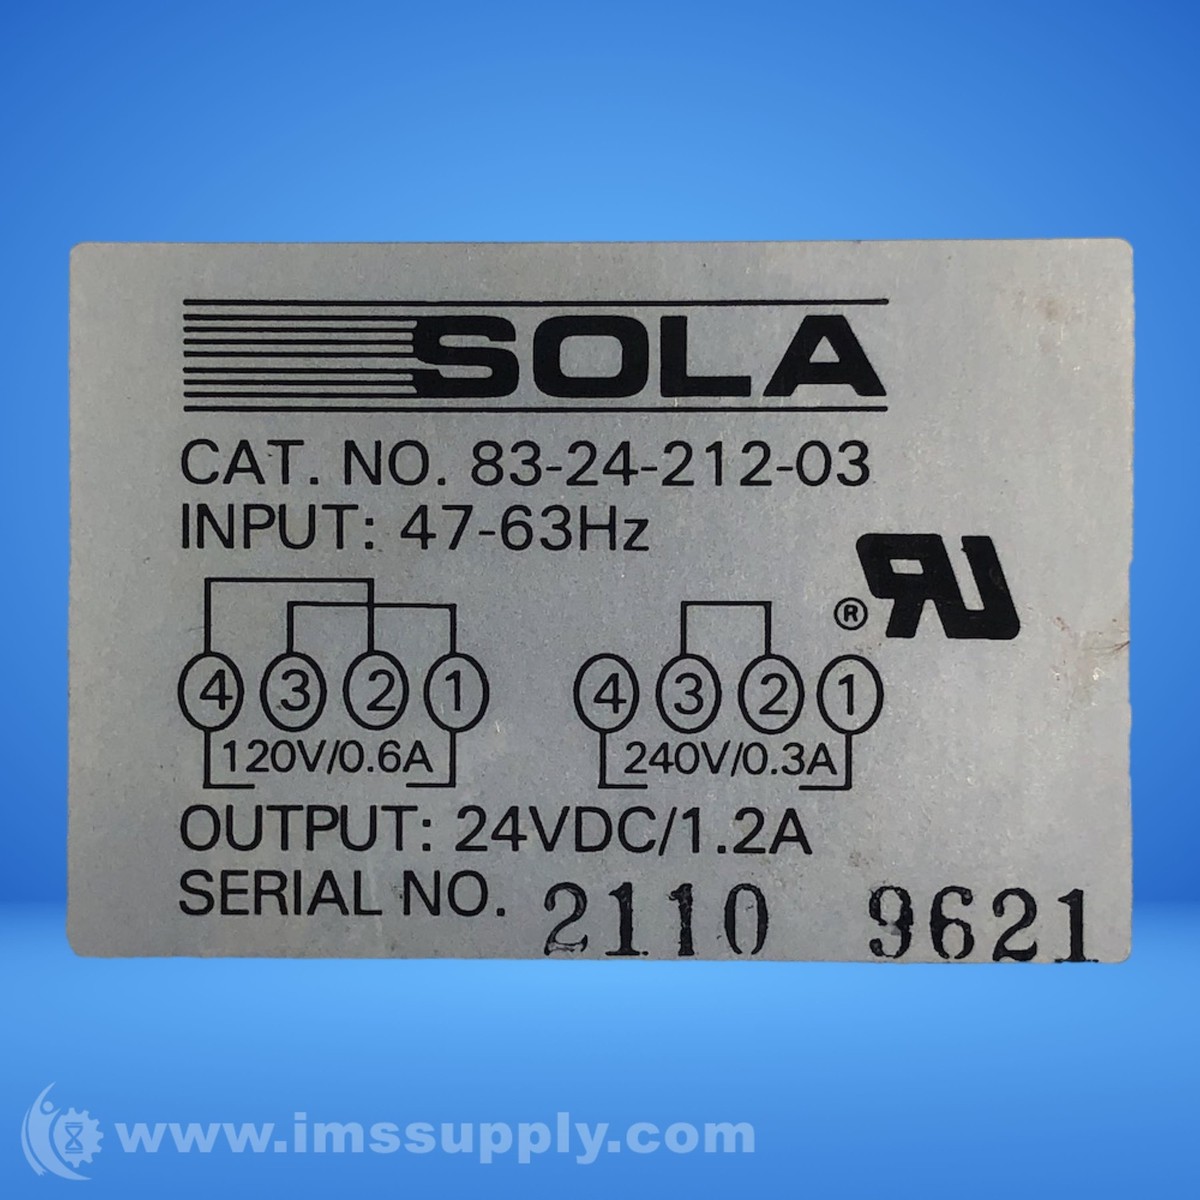 SOLA
CAT. NO. 83-24-212-03
INPUT: 47-63Hz
®
4 3 2 1 4 3 2 1
120V/0.6A 240V/0.3A
OUTPUT: 24VDC/1.2A
SERIAL NO. 2110 9621
www.imssupply.com